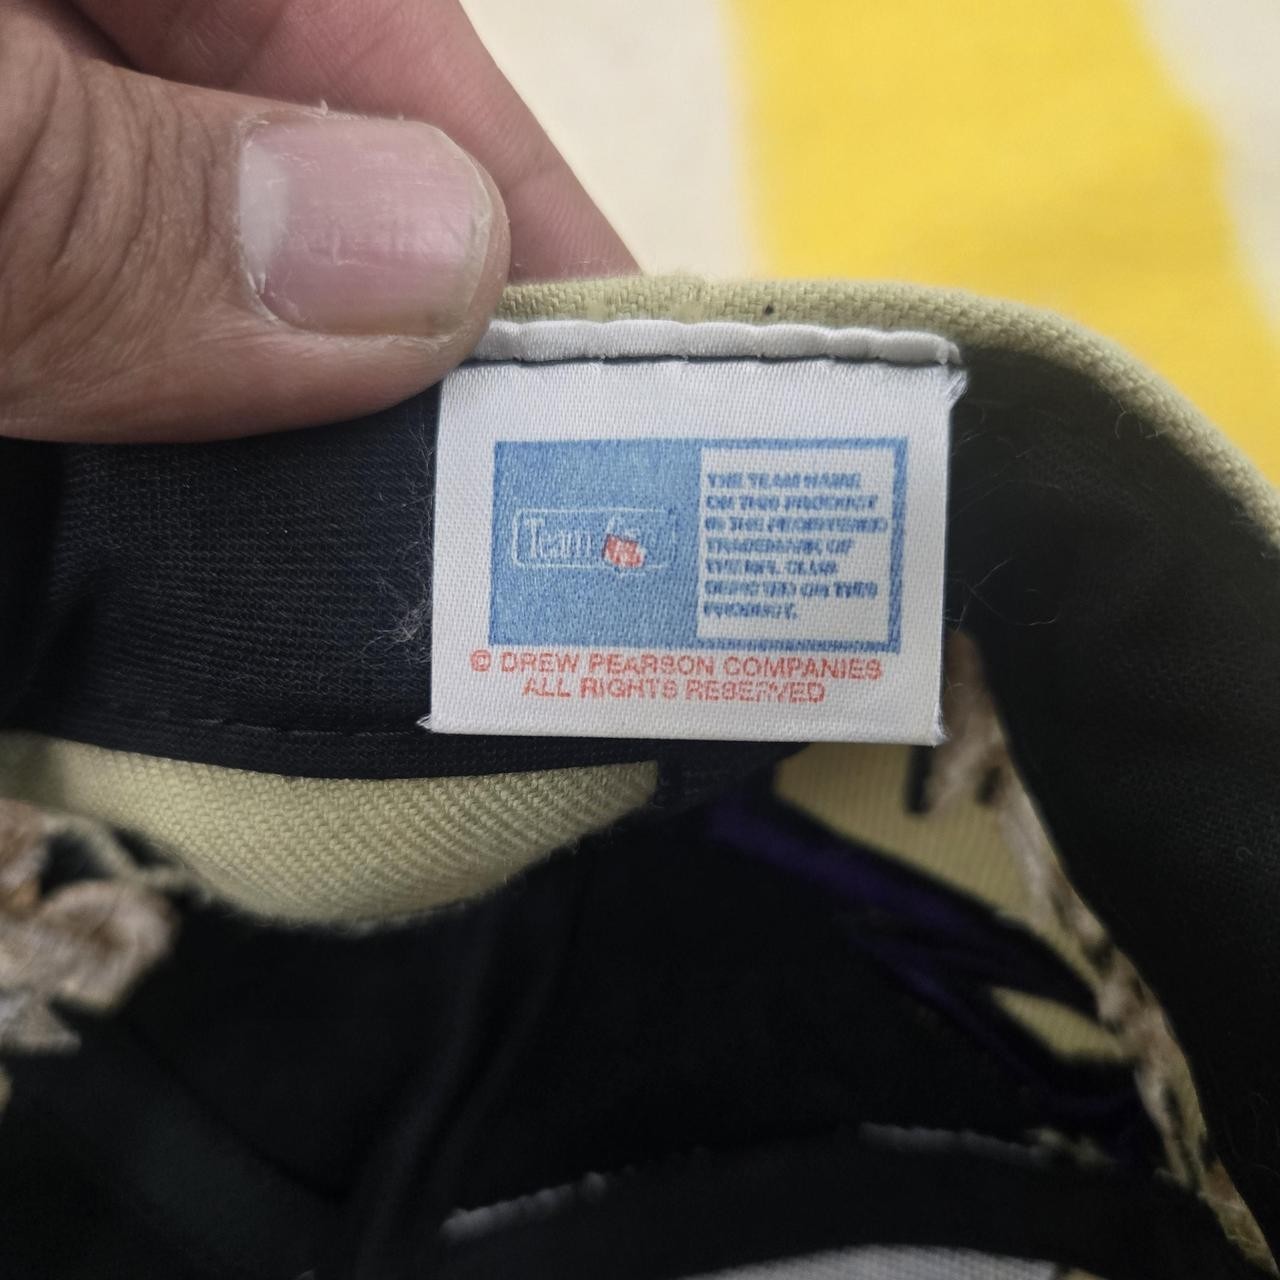 Team
THE TEAM NAME
ON THIS PRODUCT
IS THE REGISTERED
TRADEMARK OF
THE NFL CLUB
DEPICTED ON THIS
PRODUCT.
© DREW PEARSON COMPANIES
ALL RIGHTS RESERVED